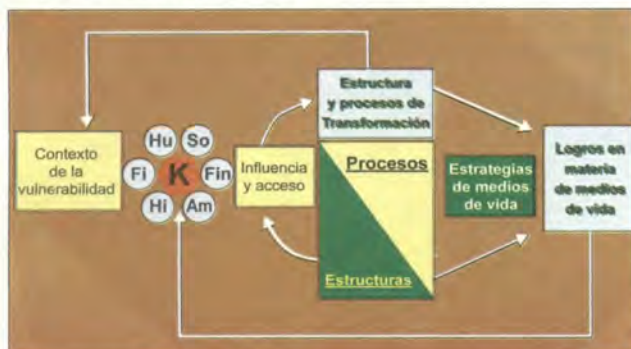 Contexto
de la
vulnerabilidad
Hu
So
Fi
K
Fin
Hi
Am
Influencia
y acceso
Estructura
y procesos de
Transformación
Procesos
Estructuras
Estrategias
de medios
de vida
Logros en
materia
de medios
de vida